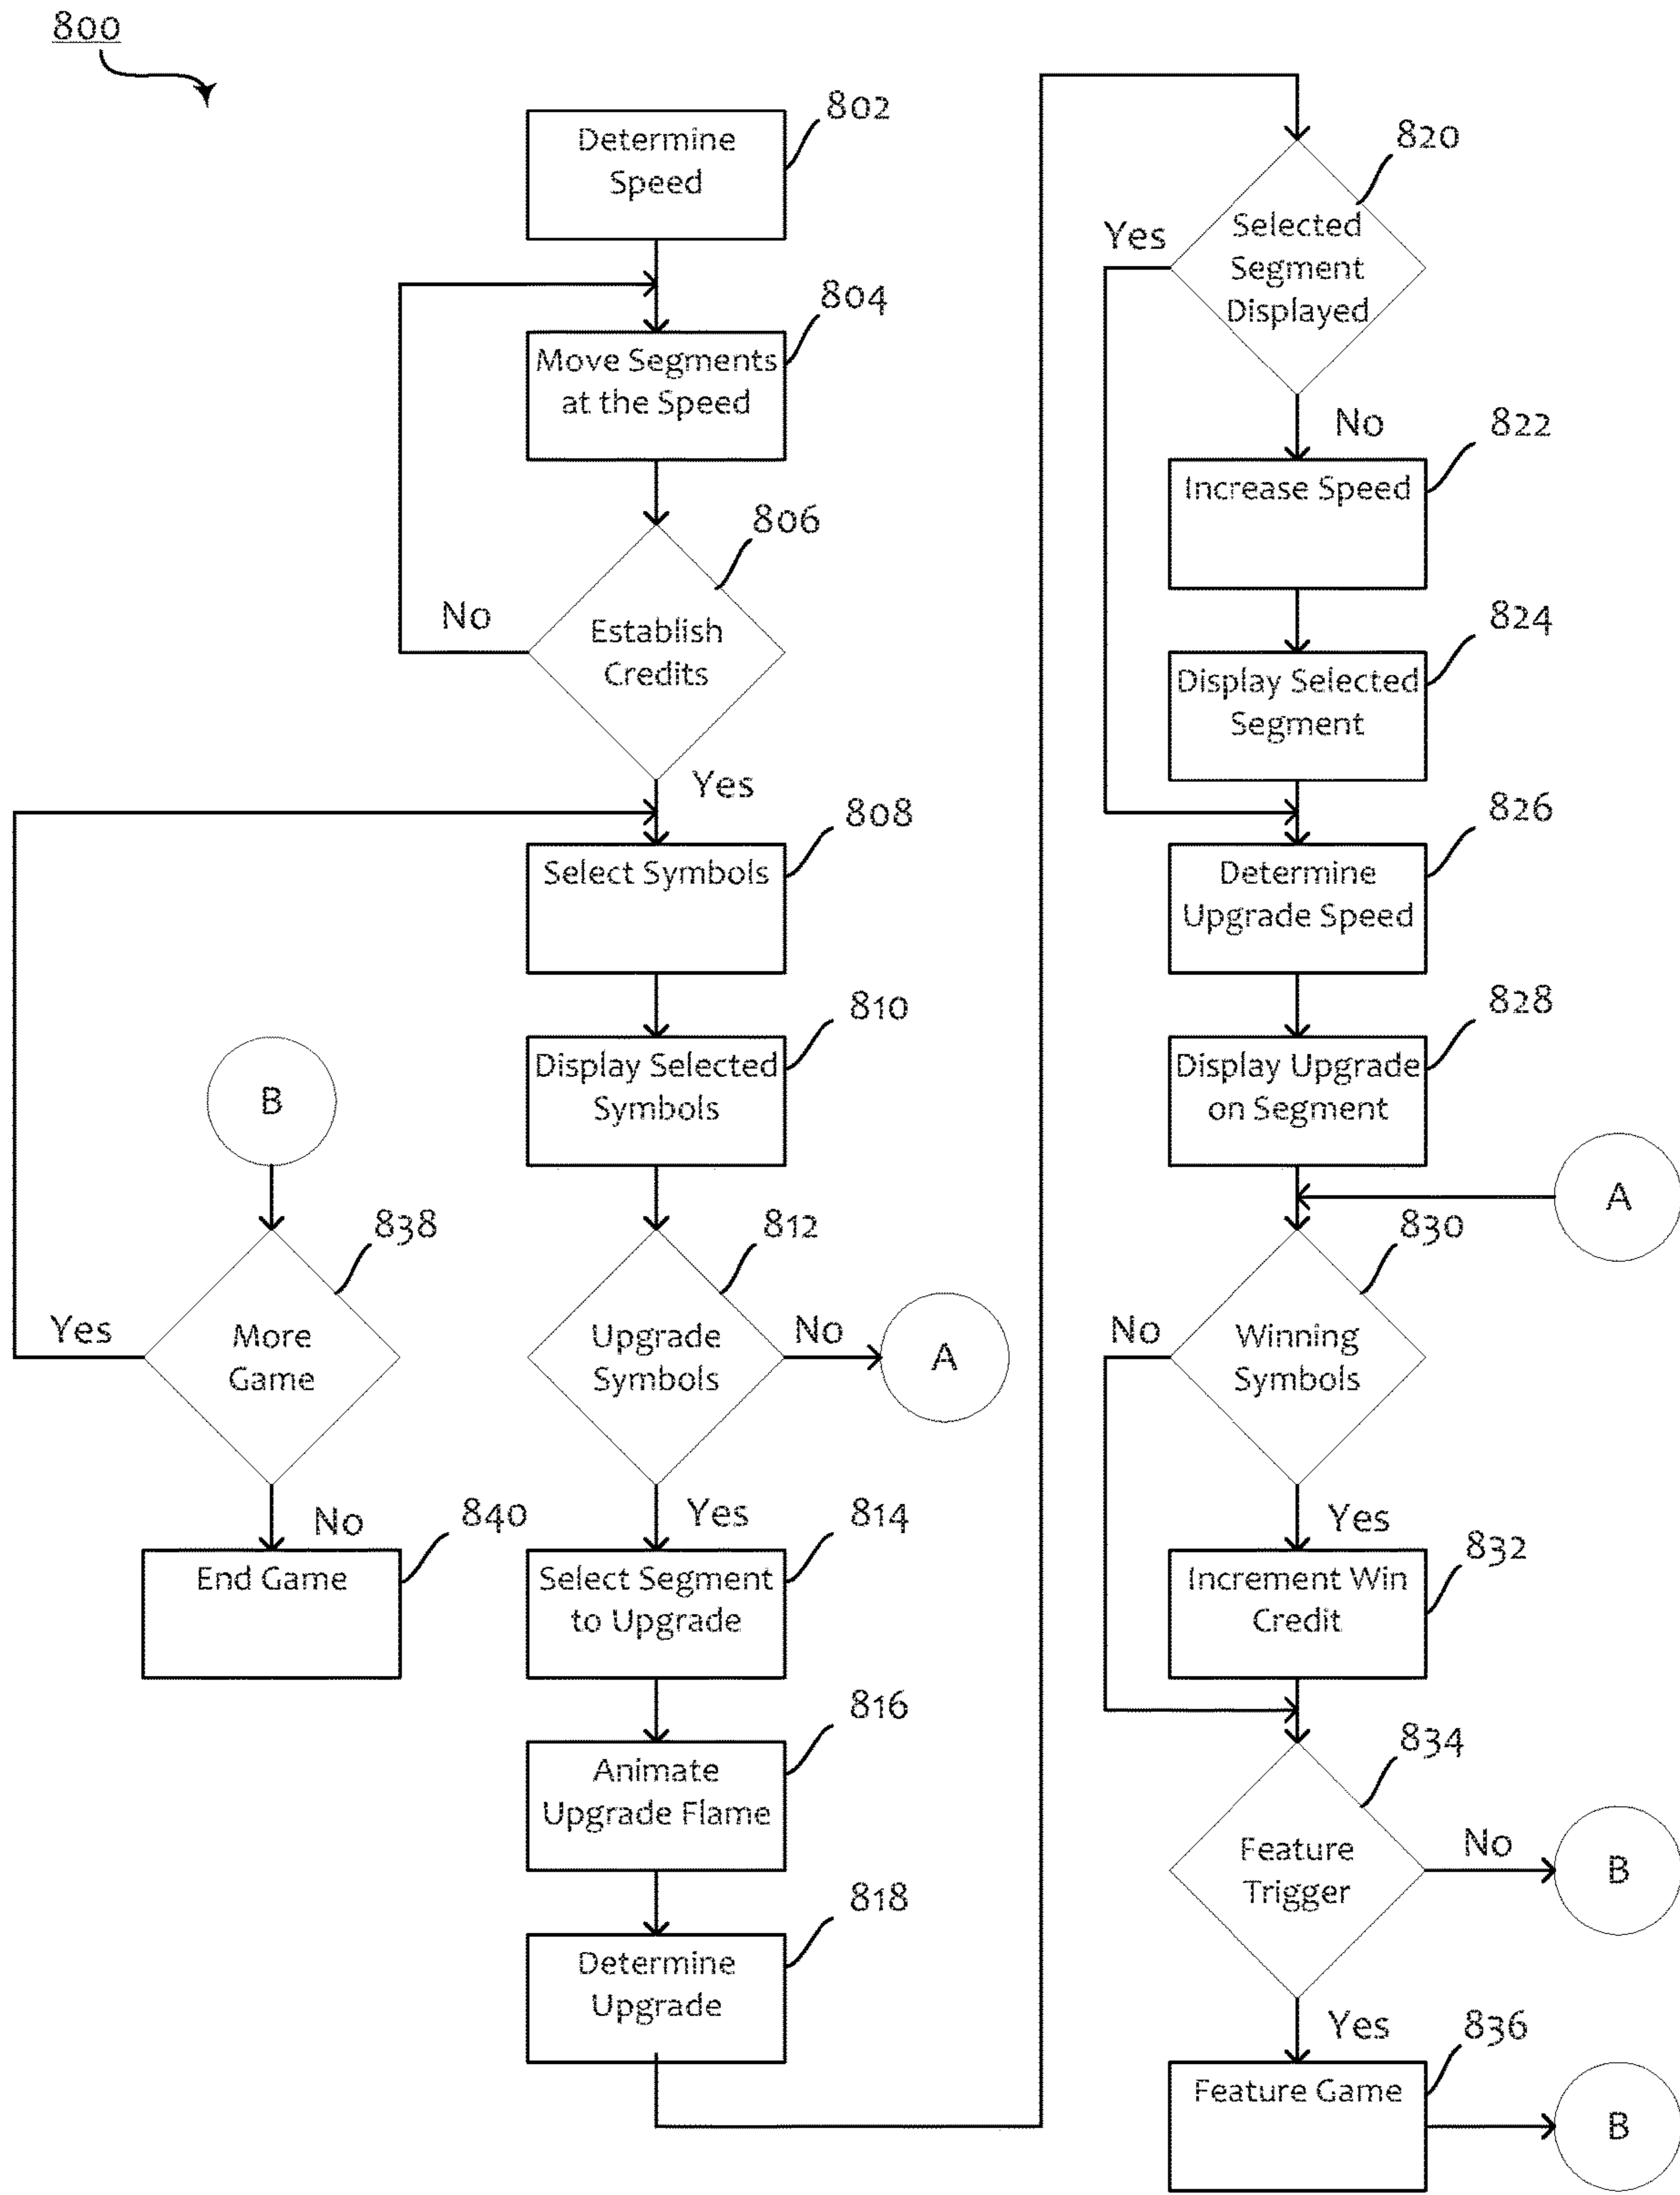 800
802
Determine
Speed
804
Move Segments
at the Speed
806
No
Establish
Credits
Yes
808
Select Symbols
810
Display Selected
Symbols
B
838
Yes
More
Game
No
840
End Game
812
Upgrade
Symbols
No
A
Yes
814
Select Segment
to Upgrade
816
Animate
Upgrade Flame
818
Determine
Upgrade
820
Yes
Selected
Segment
Displayed
No
822
Increase Speed
824
Display Selected
Segment
826
Determine
Upgrade Speed
828
Display Upgrade
on Segment
A
830
No
Winning
Symbols
Yes
832
Increment Win
Credit
834
Feature
Trigger
No
B
Yes
836
Feature Game
B